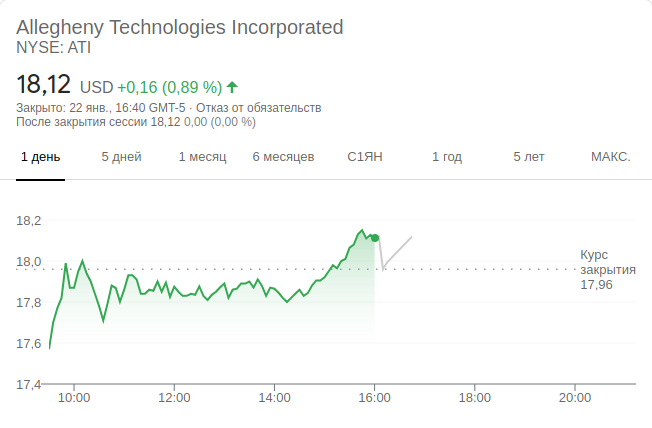 Allegheny Technologies Incorporated
NYSE: ATI
18,12 USD +0,16 (0,89 %)
Закрыто: 22 янв., 16:40 GMT-5 · Отказ от обязательств
После закрытия сессии 18,12 0,00 (0,00 %)
1 день 5 дней 1 месяц 6 месяцев С1ЯН 1 год 5 лет МАКС.
18,2
18,0
17,8
17,6
17,4
Курс
закрытия
17,96
10:00 12:00 14:00 16:00 18:00 20:00